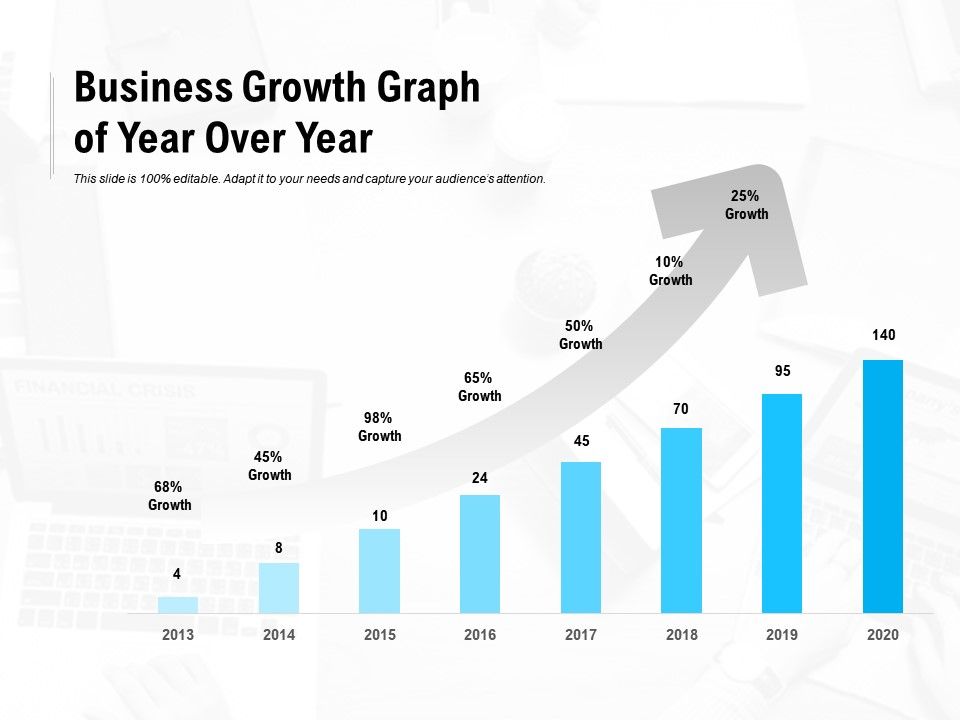 Business Growth Graph
of Year Over Year
This slide is 100% editable. Adapt it to your needs and capture your audience's attention.
25%
Growth
10%
Growth
50%
Growth
65%
Growth
98%
Growth
45%
Growth
68%
Growth
4
8
10
24
45
70
95
140
2013
2014
2015
2016
2017
2018
2019
2020
FINANCIAL CRISIS